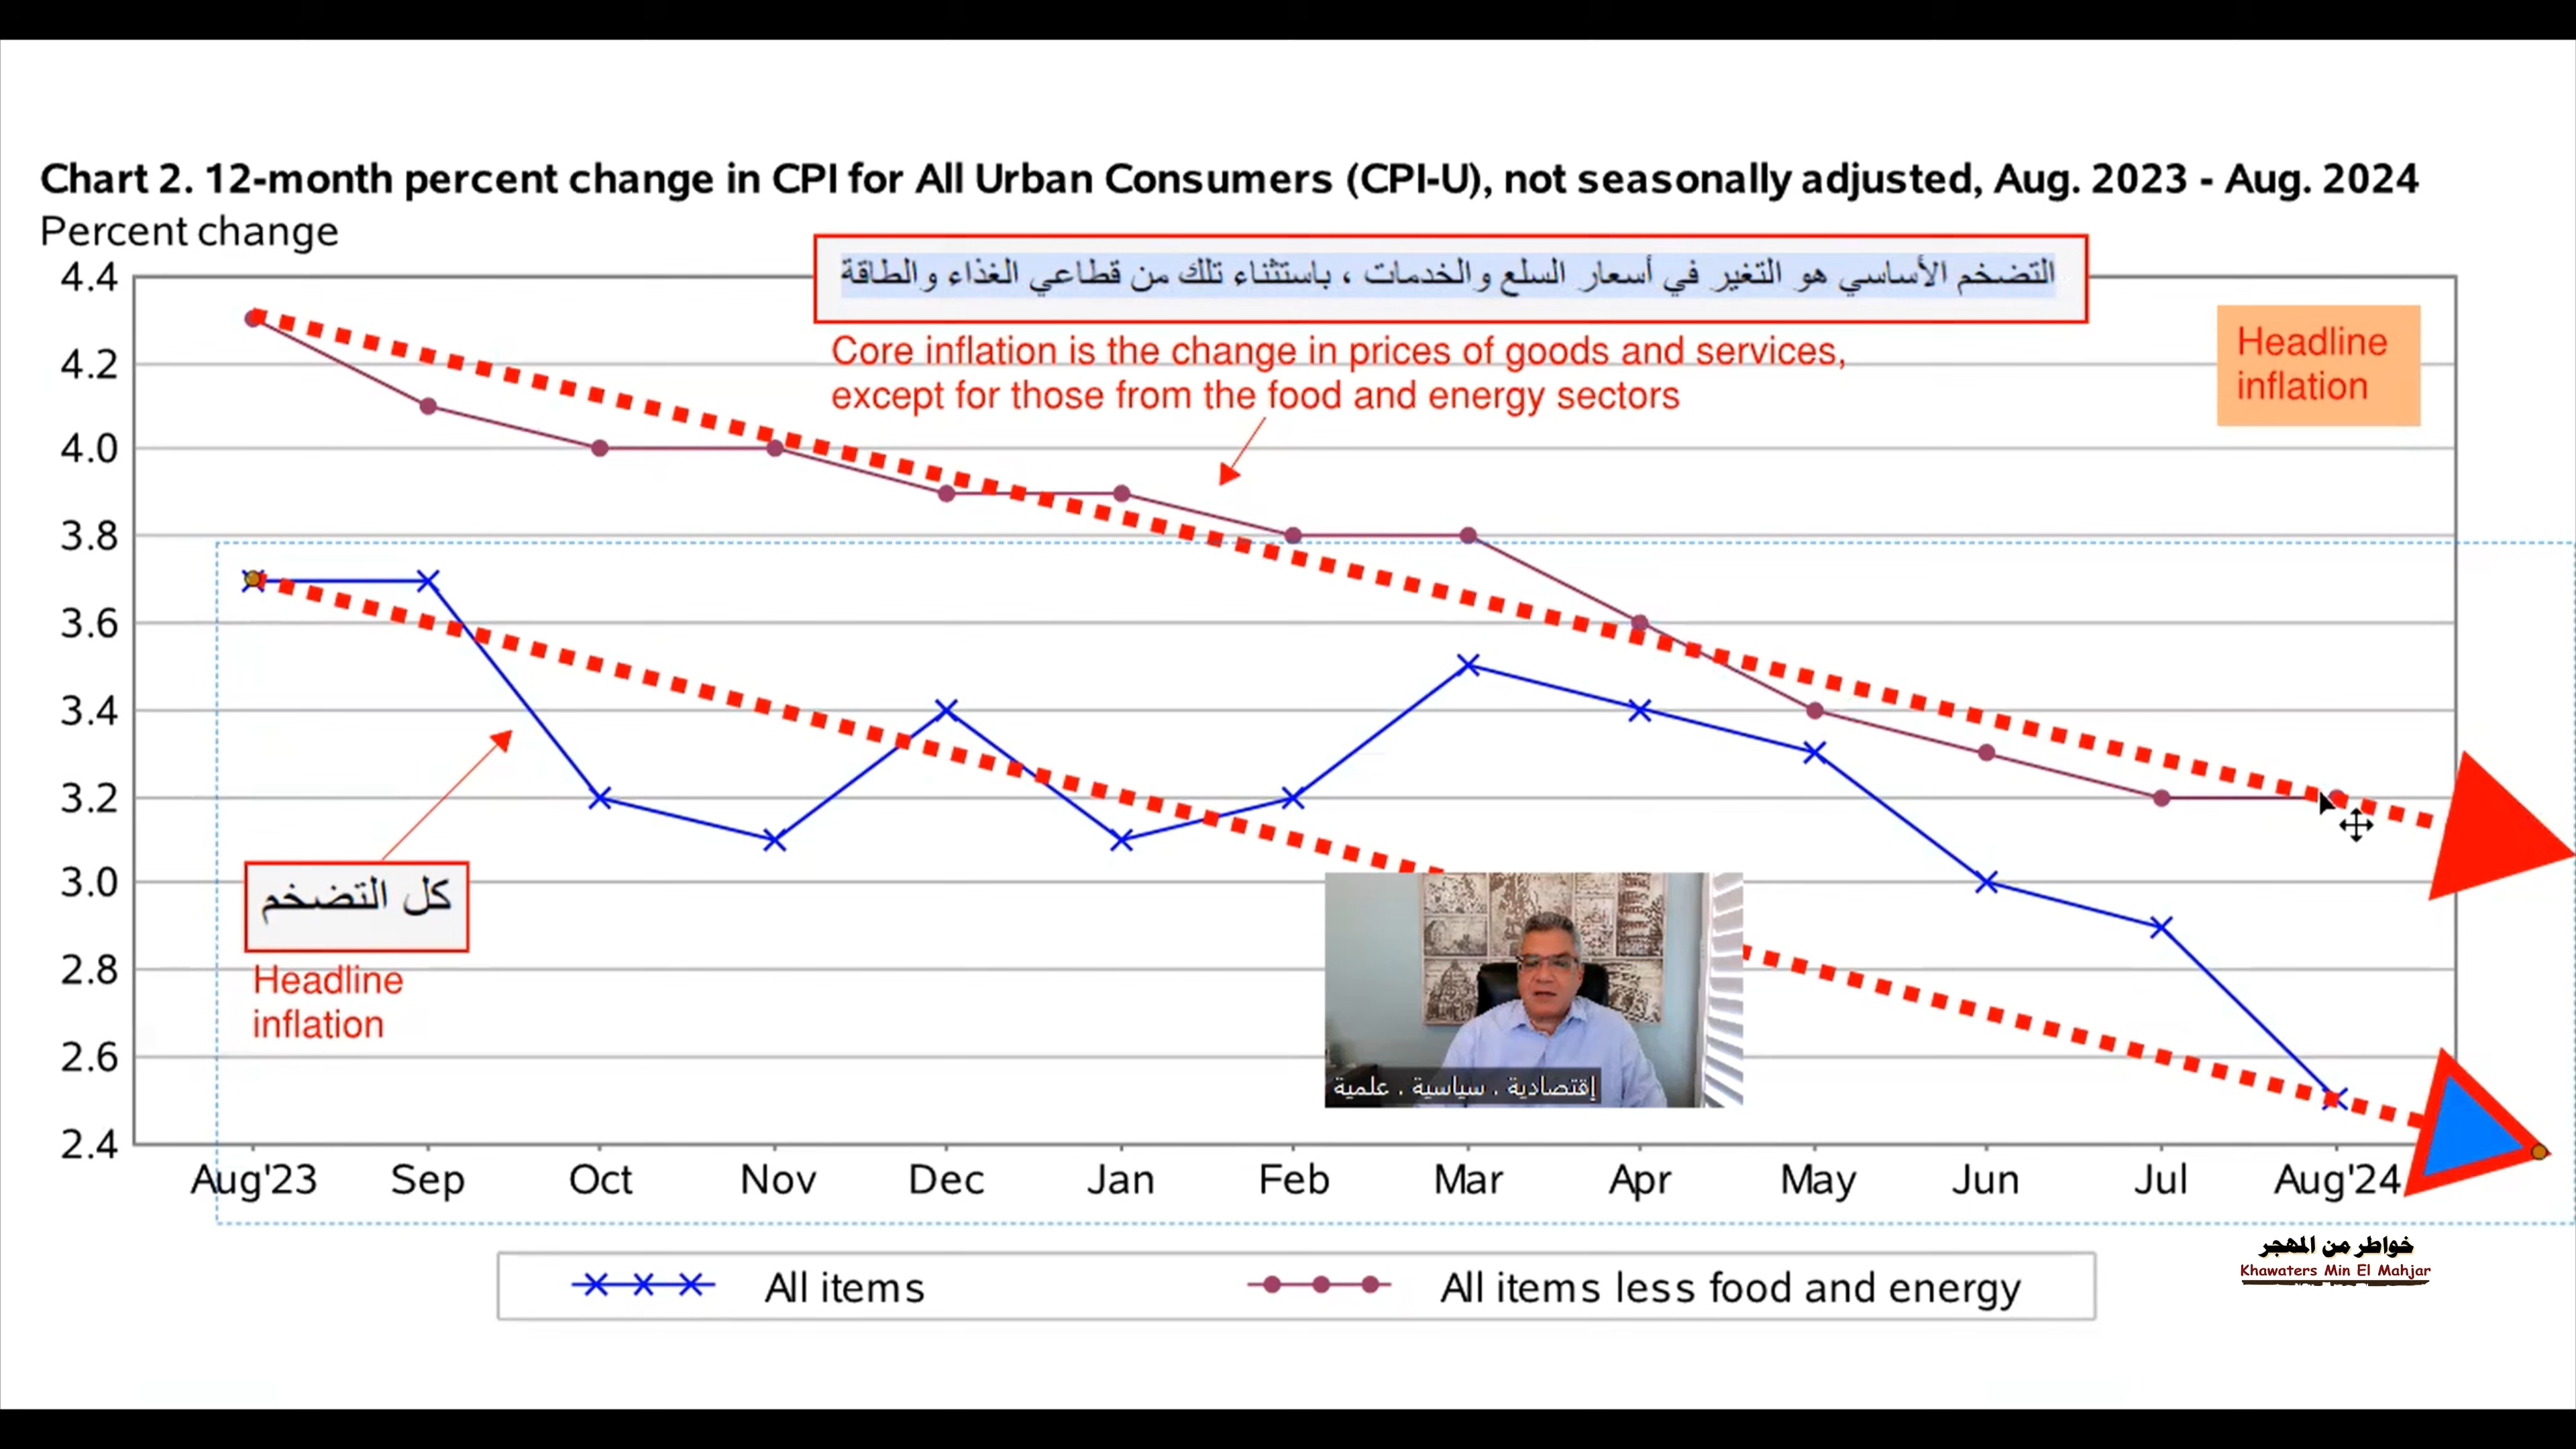 Chart 2. 12-month percent change in CPI for All Urban Consumers (CPI-U), not seasonally adjusted, Aug. 2023 - Aug. 2024
Percent change
التضخم الأساسي هو التغير في أسعار السلع والخدمات ، باستثناء تلك من قطاعي الغذاء والطاقة
Core inflation is the change in prices of goods and services,
except for those from the food and energy sectors
Headline
inflation
4.4
4.2
4.0
3.8
3.6
3.4
3.2
3.0
2.8
2.6
2.4
كل التضخم
Headline
inflation
إقتصادية . سياسية . علمية
Aug'23 Sep Oct Nov Dec Jan Feb Mar Apr May Jun Jul Aug'24
خواطر من المهجر
Khawaters Min El Mahjar
All items All items less food and energy